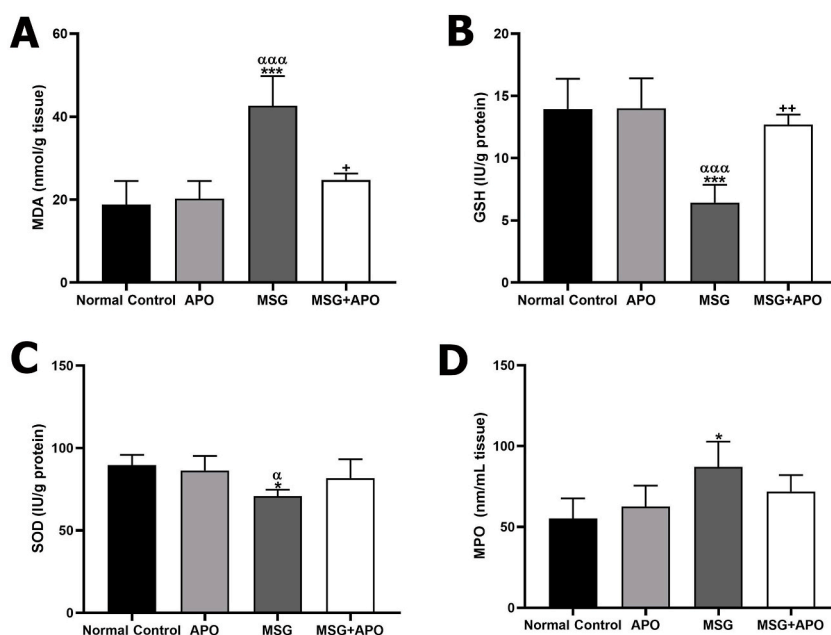 A
MDA (nmol/g tissue)
60
40
20
0
ααα
***
+
Normal Control APO MSG MSG+APO
B
GSH (IU/g protein)
20
15
10
5
0
ααα
***
++
Normal Control APO MSG MSG+APO
C
SOD (IU/g protein)
150
100
50
0
α
*
Normal Control APO MSG MSG+APO
D
MPO (nm/mL tissue)
150
100
50
0
*
Normal Control APO MSG MSG+APO